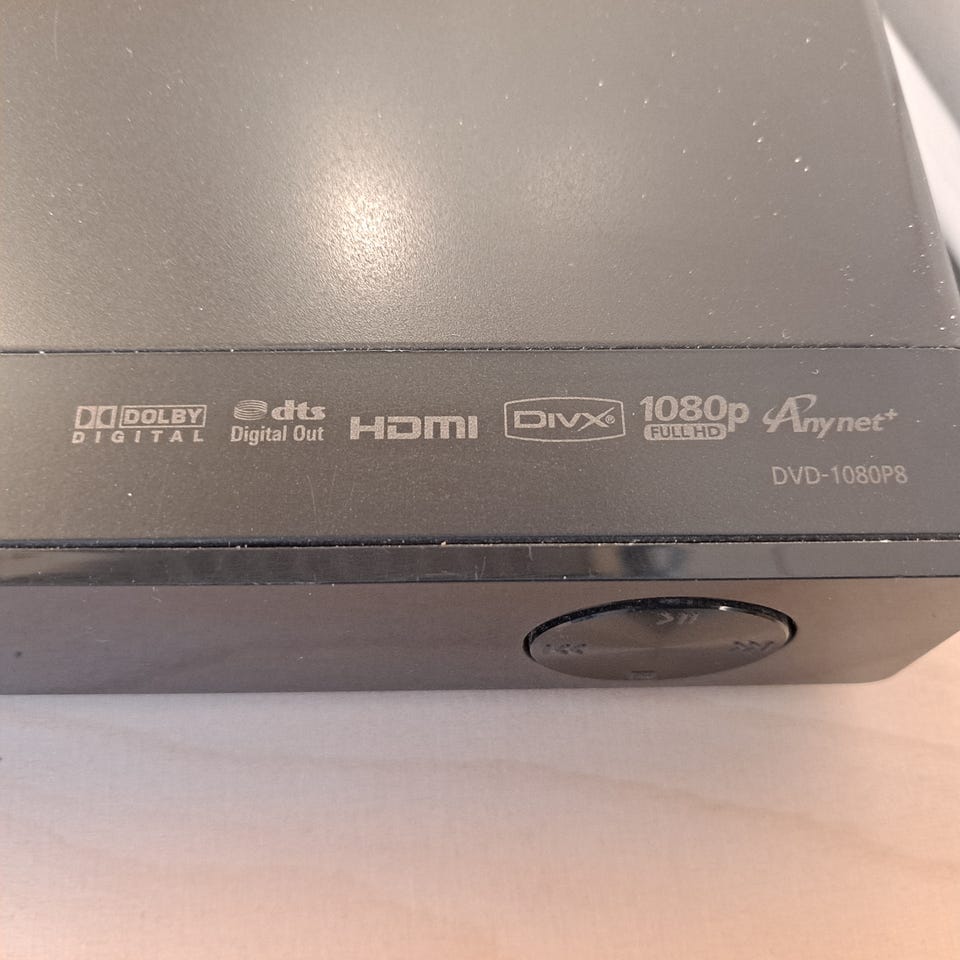 DOLBY
DIGITAL
dts
Digital Out
HDMI
DIVX®
1080p
FULL HD
Anynet+
DVD-1080P8